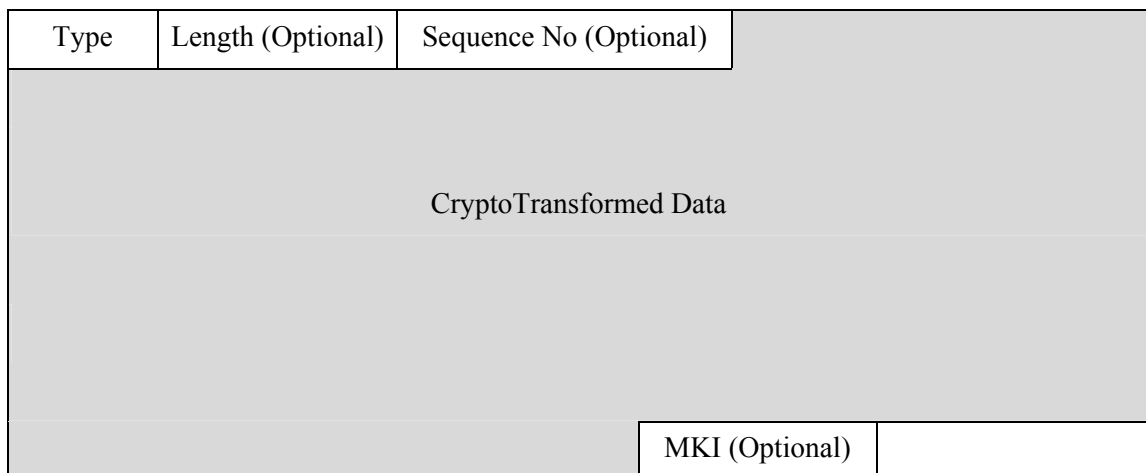 Type Length (Optional) Sequence No (Optional)
CryptoTransformed Data
MKI (Optional)